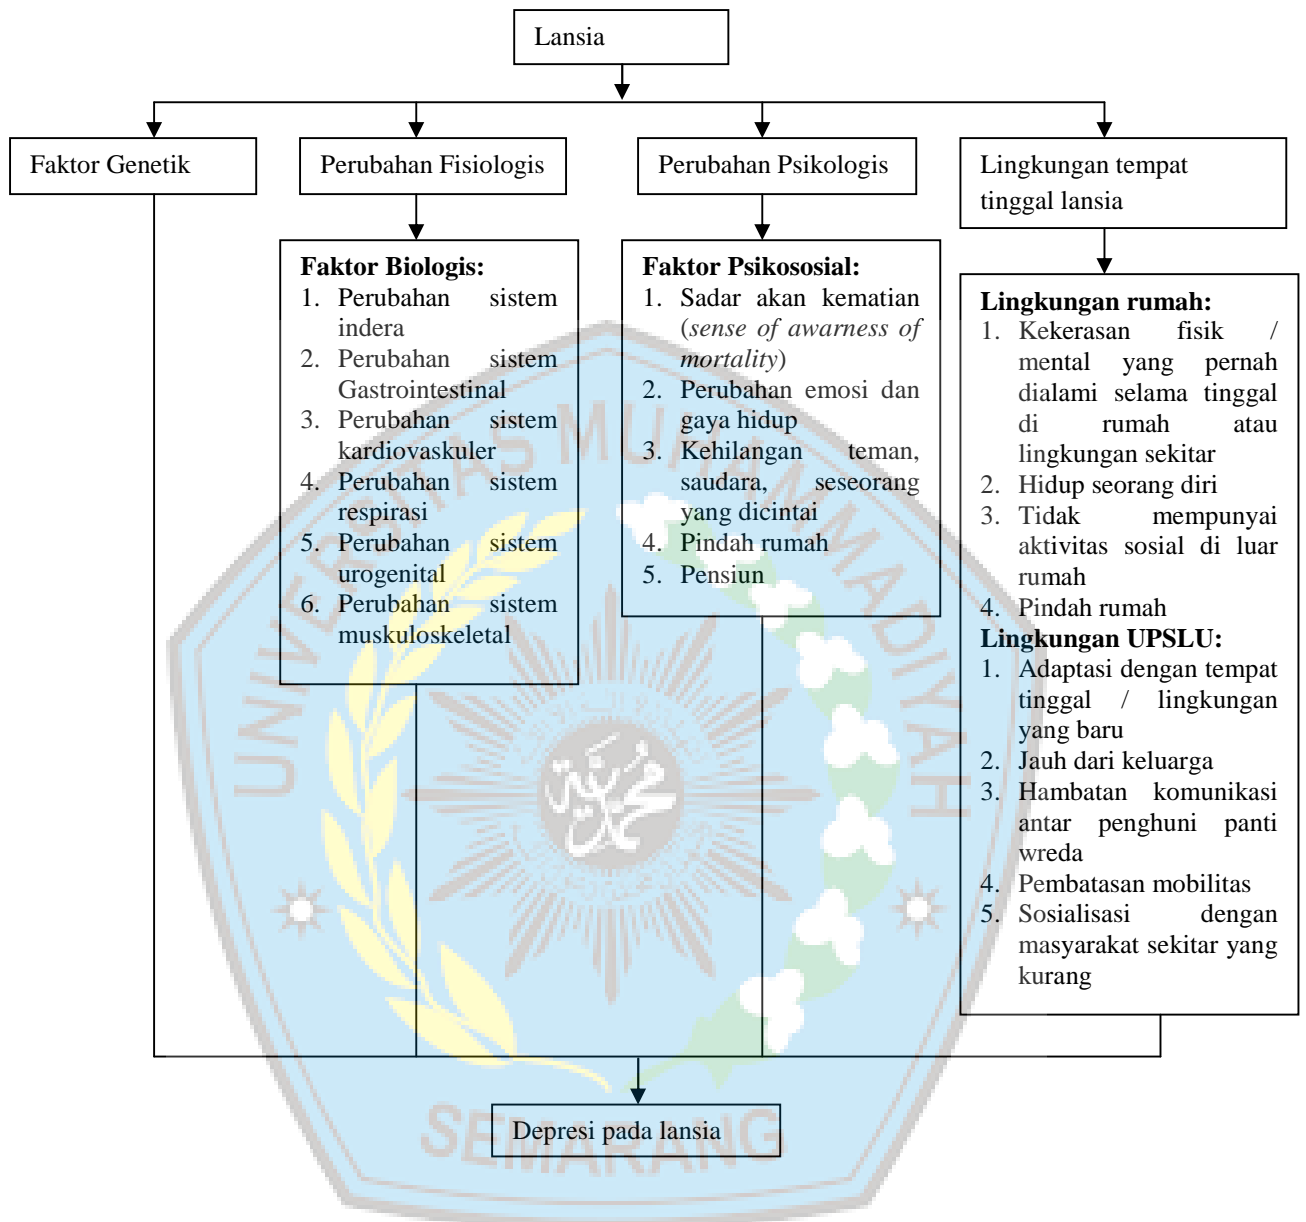 Lansia
Faktor Genetik
Perubahan Fisiologis
Perubahan Psikologis
Lingkungan tempat
tinggal lansia
Faktor Biologis:
1. Perubahan sistem
indera
2. Perubahan sistem
Gastrointestinal
3. Perubahan sistem
kardiovaskuler
4. Perubahan sistem
respirasi
5. Perubahan sistem
urogenital
6. Perubahan sistem
muskuloskeletal
Faktor Psikososial:
1. Sadar akan kematian
(sense of awarness of
mortality)
2. Perubahan emosi dan
gaya hidup
3. Kehilangan teman,
saudara, seseorang
yang dicintai
4. Pindah rumah
5. Pensiun
Lingkungan rumah:
1. Kekerasan fisik /
mental yang pernah
dialami selama tinggal
di rumah atau
lingkungan sekitar
2. Hidup seorang diri
3. Tidak mempunyai
aktivitas sosial di luar
rumah
4. Pindah rumah
Lingkungan UPSLU:
1. Adaptasi dengan tempat
tinggal / lingkungan
yang baru
2. Jauh dari keluarga
3. Hambatan komunikasi
antar penghuni panti
wreda
4. Pembatasan mobilitas
5. Sosialisasi dengan
masyarakat sekitar yang
kurang
Depresi pada lansia
UNIVERSITAS MUHAMMADIYAH
SEMARANG